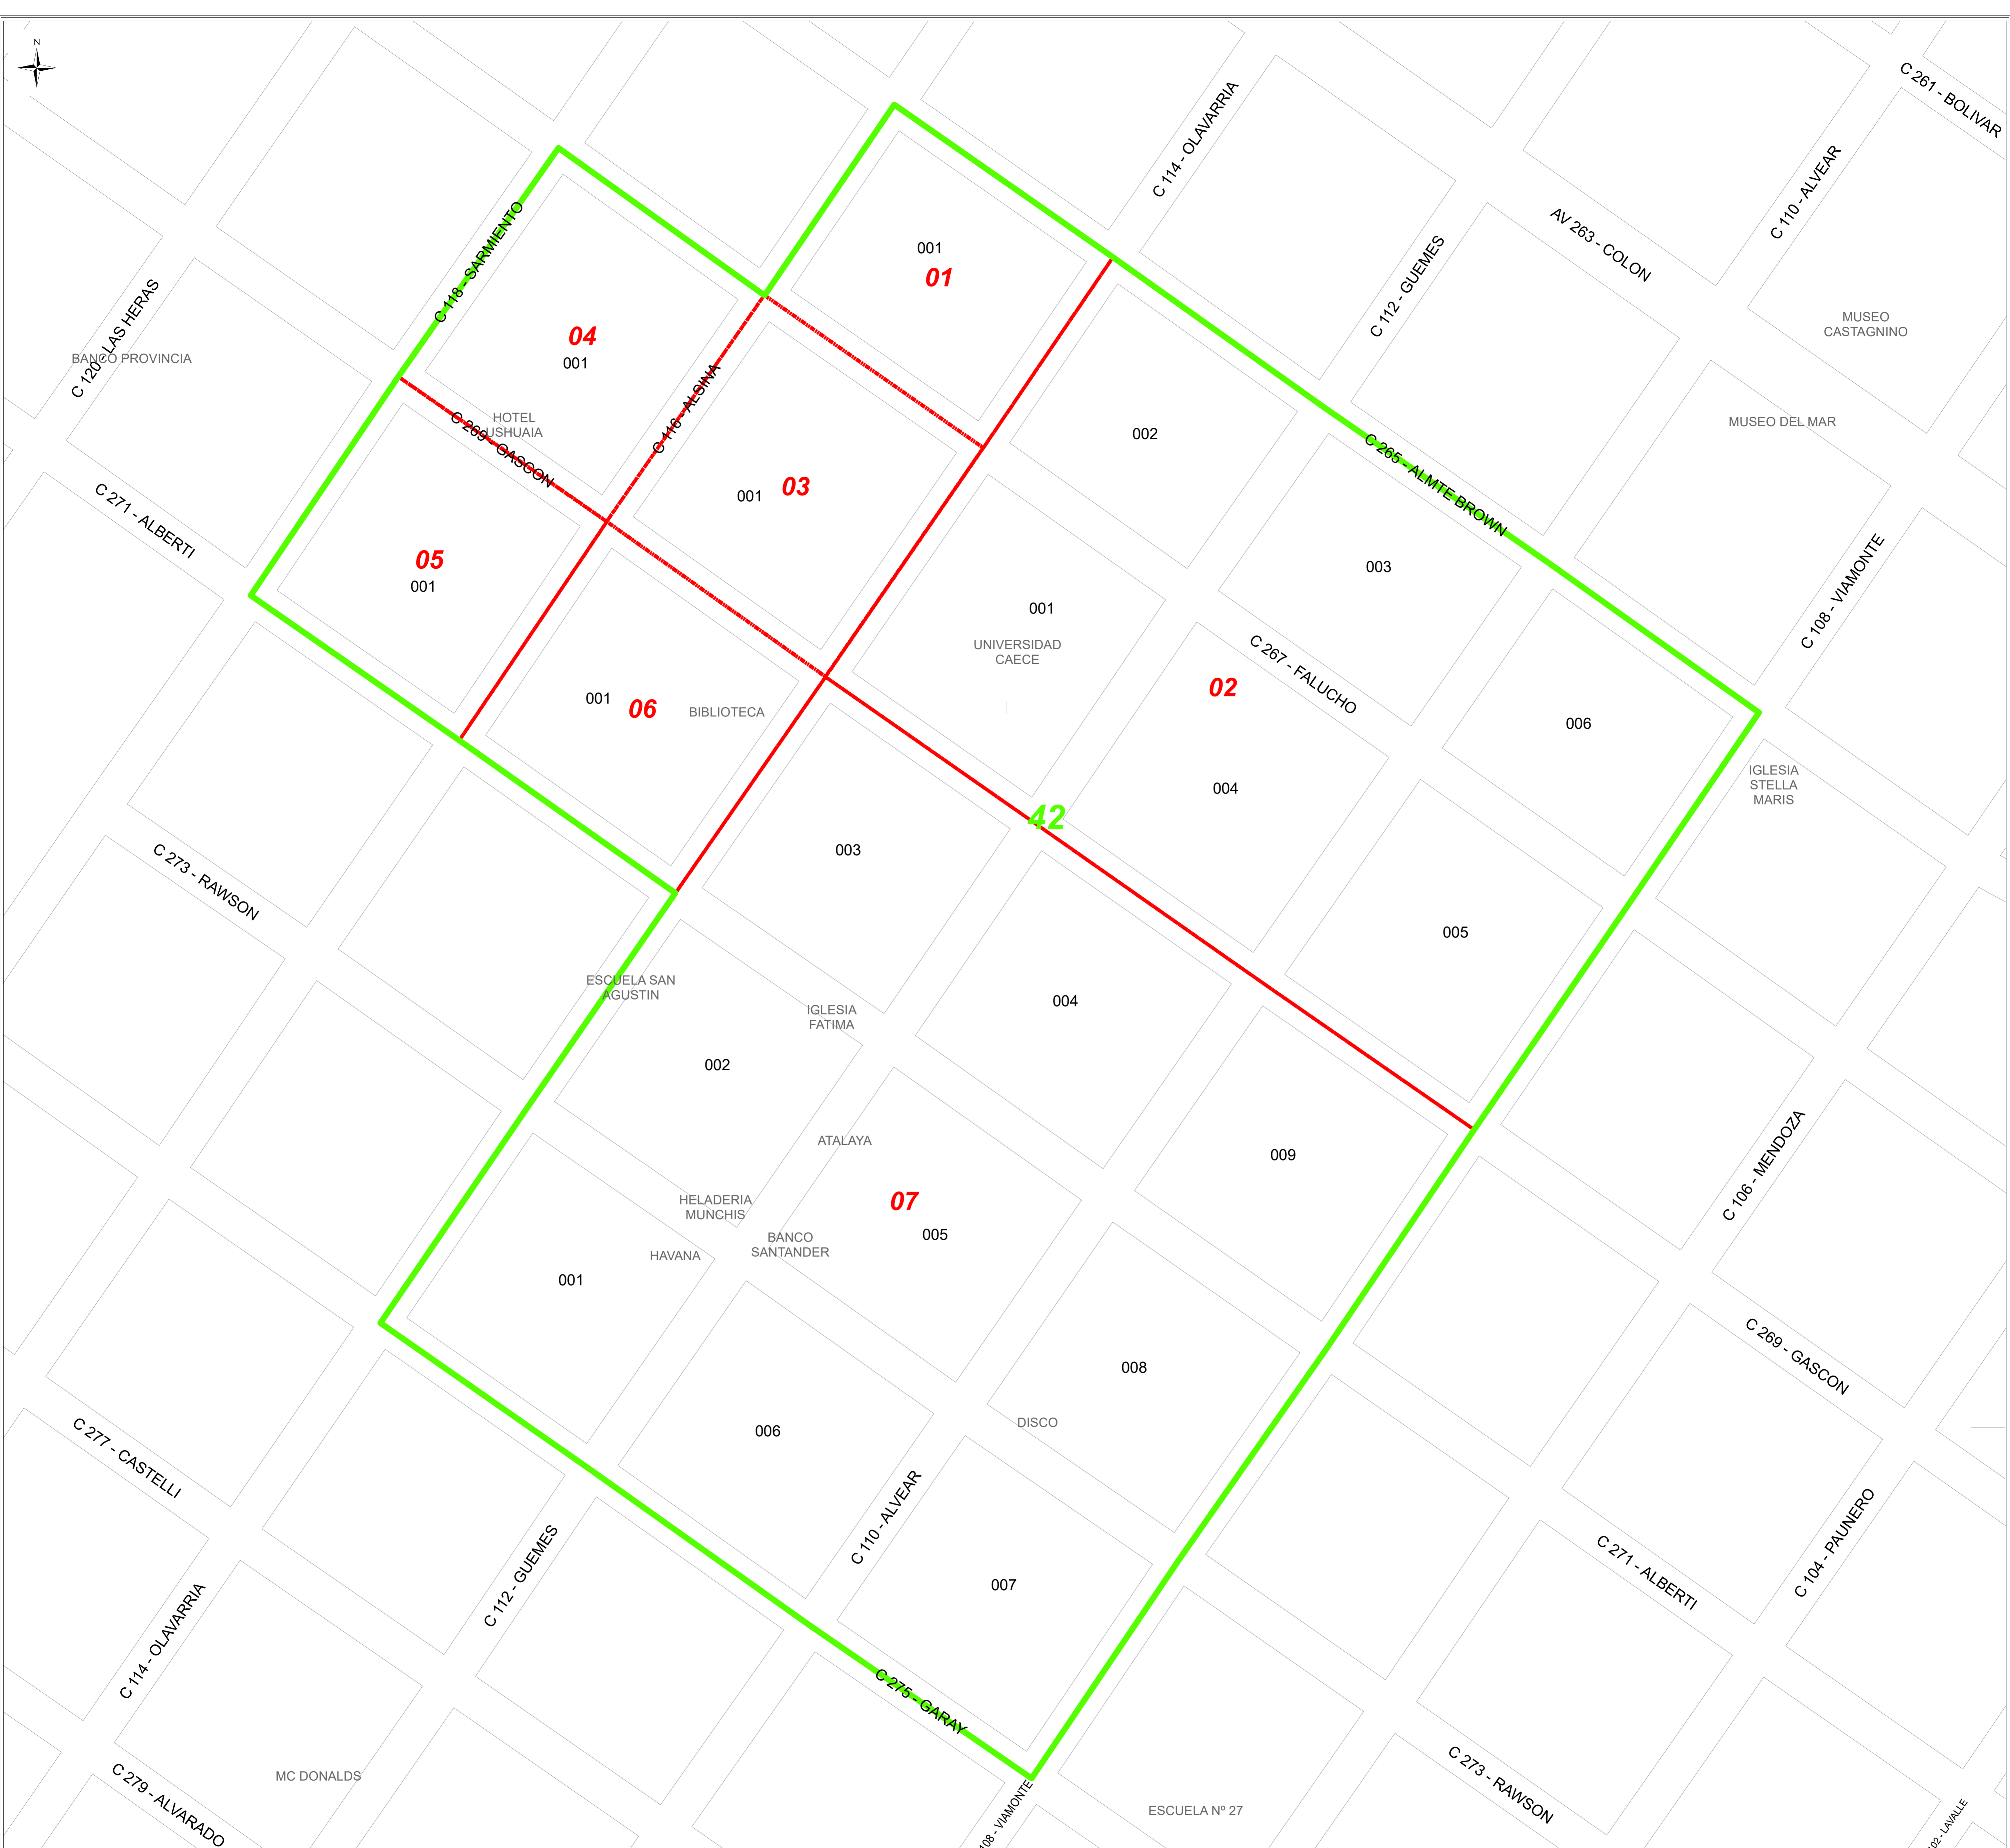 N
C 261 - BOLIVAR
C 114 - OLAVARRIA
C 110 - ALVEAR
AV 263 - COLON
C 118 - SARMIENTO
001
01
C 112 - GUEMES
C 120 - LAS HERAS
MUSEO
CASTAGNINO
04
001
BANCO PROVINCIA
C 116 - ALSINA
HOTEL
USHUAIA
C 269 - GASCON
002
MUSEO DEL MAR
C 265 - ALMTE BROWN
03
001
C 271 - ALBERTI
05
001
003
C 108 - VIAMONTE
001
UNIVERSIDAD
CAECE
C 267 - FALUCHO
02
001
06
BIBLIOTECA
006
IGLESIA
STELLA
MARIS
004
42
003
C 273 - RAWSON
005
ESCUELA SAN
AGUSTIN
004
IGLESIA
FATIMA
002
ATALAYA
009
C 106 - MENDOZA
HELADERIA
MUNCHIS
07
005
BANCO
SANTANDER
HAVANA
001
C 269 - GASCON
008
DISCO
006
C 277 - CASTELLI
C 110 - ALVEAR
C 104 - PAUNERO
C 112 - GUEMES
007
C 271 - ALBERTI
C 114 - OLAVARRIA
C 275 - GARAY
MC DONALDS
C 279 - ALVARADO
108 - VIAMONTE
ESCUELA Nº 27
C 273 - RAWSON
102 - LAVALLE